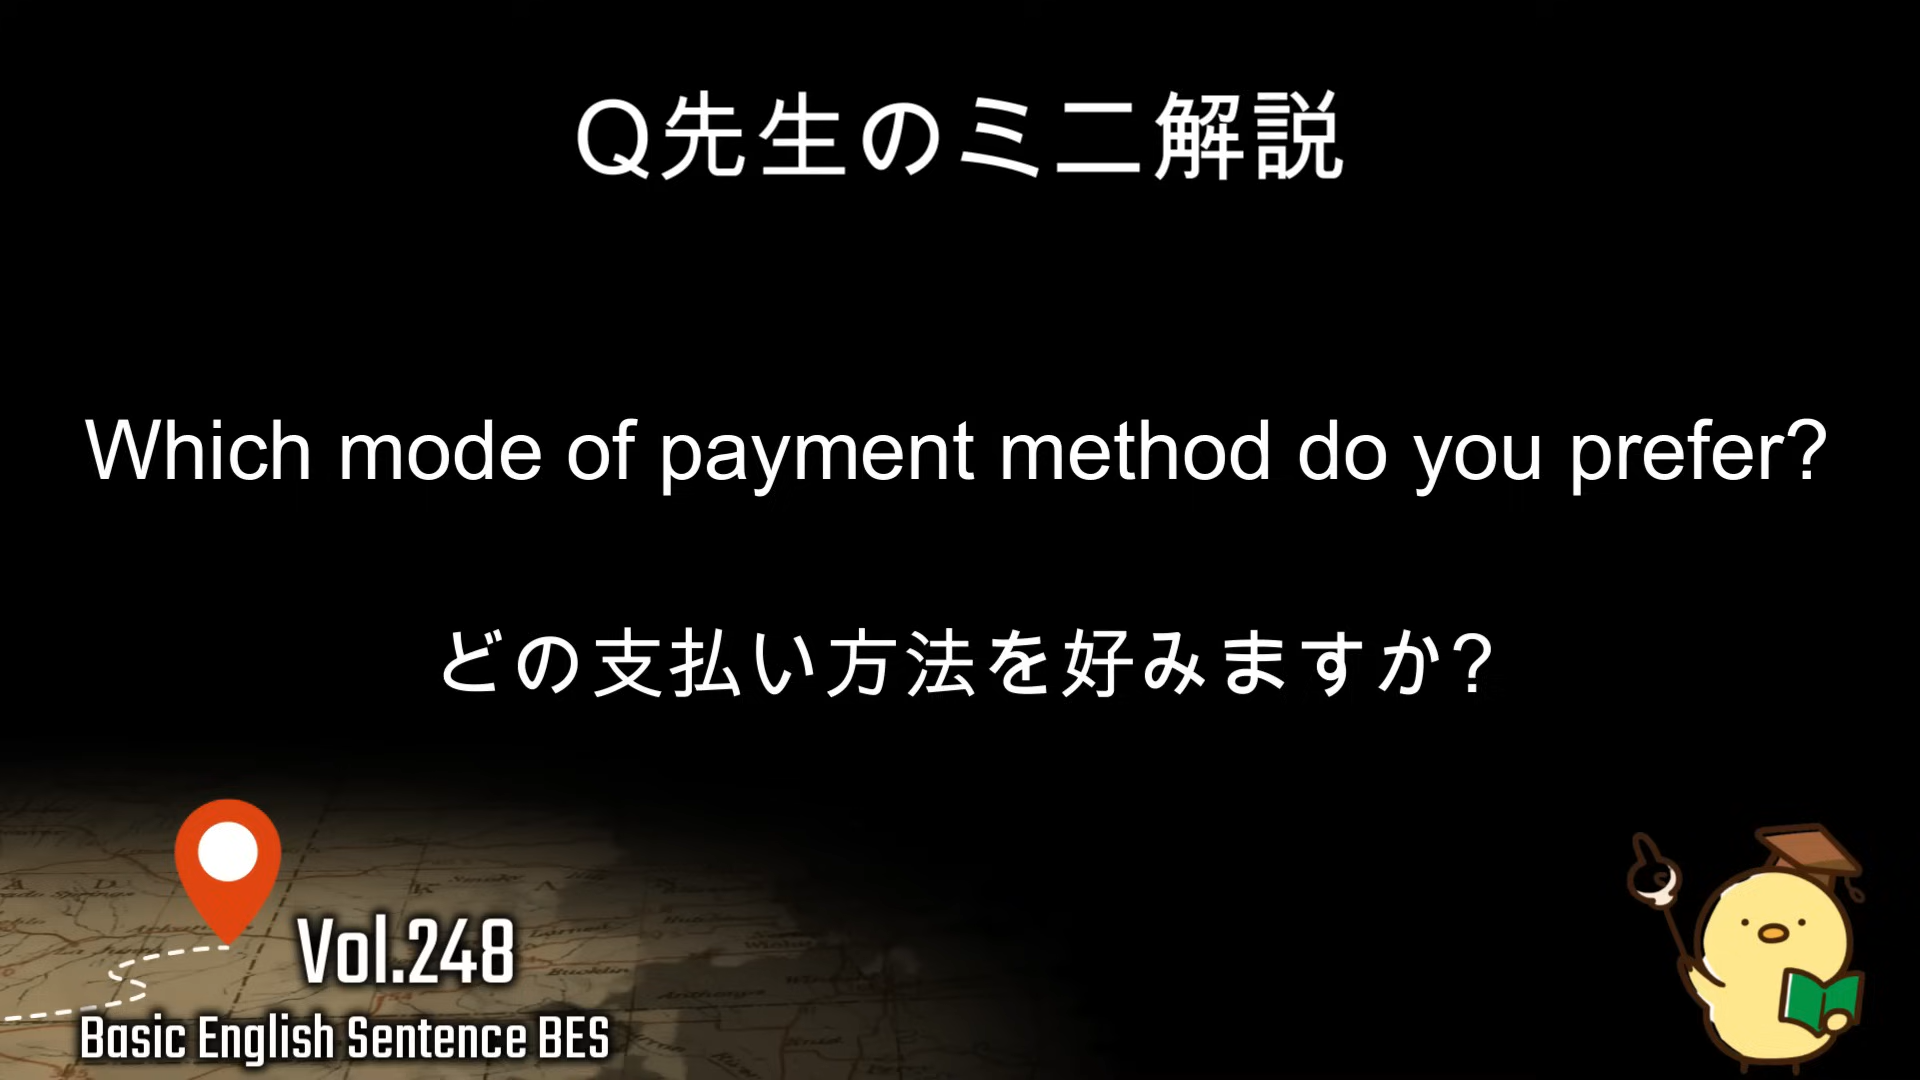 Q先生のミニ解説
Which mode of payment method do you prefer?
どの支払い方法を好みますか?
Vol.248
Basic English Sentence BES